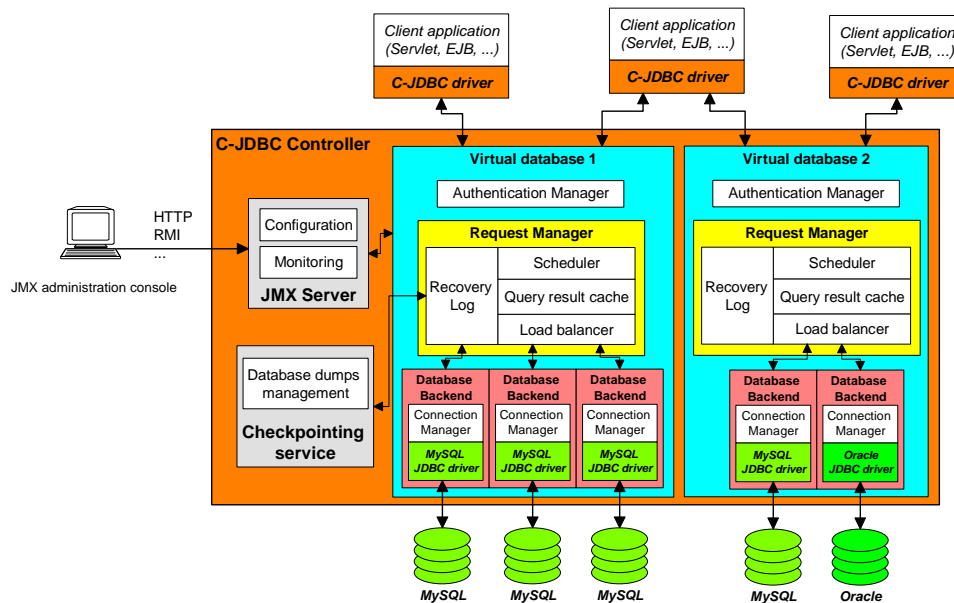 Client application
(Servlet, EJB, ...)
C-JDBC driver
Client application
(Servlet, EJB, ...)
C-JDBC driver
Client application
(Servlet, EJB, ...)
C-JDBC driver
C-JDBC Controller
HTTP
RMI
...
JMX administration console
Configuration
Monitoring
JMX Server
Database dumps
management
Checkpointing
service
Virtual database 1
Authentication Manager
Request Manager
Recovery
Log
Scheduler
Query result cache
Load balancer
Database
Backend
Connection
Manager
MySQL
JDBC driver
Database
Backend
Connection
Manager
MySQL
JDBC driver
Database
Backend
Connection
Manager
MySQL
JDBC driver
MySQL
MySQL
MySQL
Virtual database 2
Authentication Manager
Request Manager
Recovery
Log
Scheduler
Query result cache
Load balancer
Database
Backend
Connection
Manager
MySQL
JDBC driver
Database
Backend
Connection
Manager
Oracle
JDBC driver
MySQL
Oracle